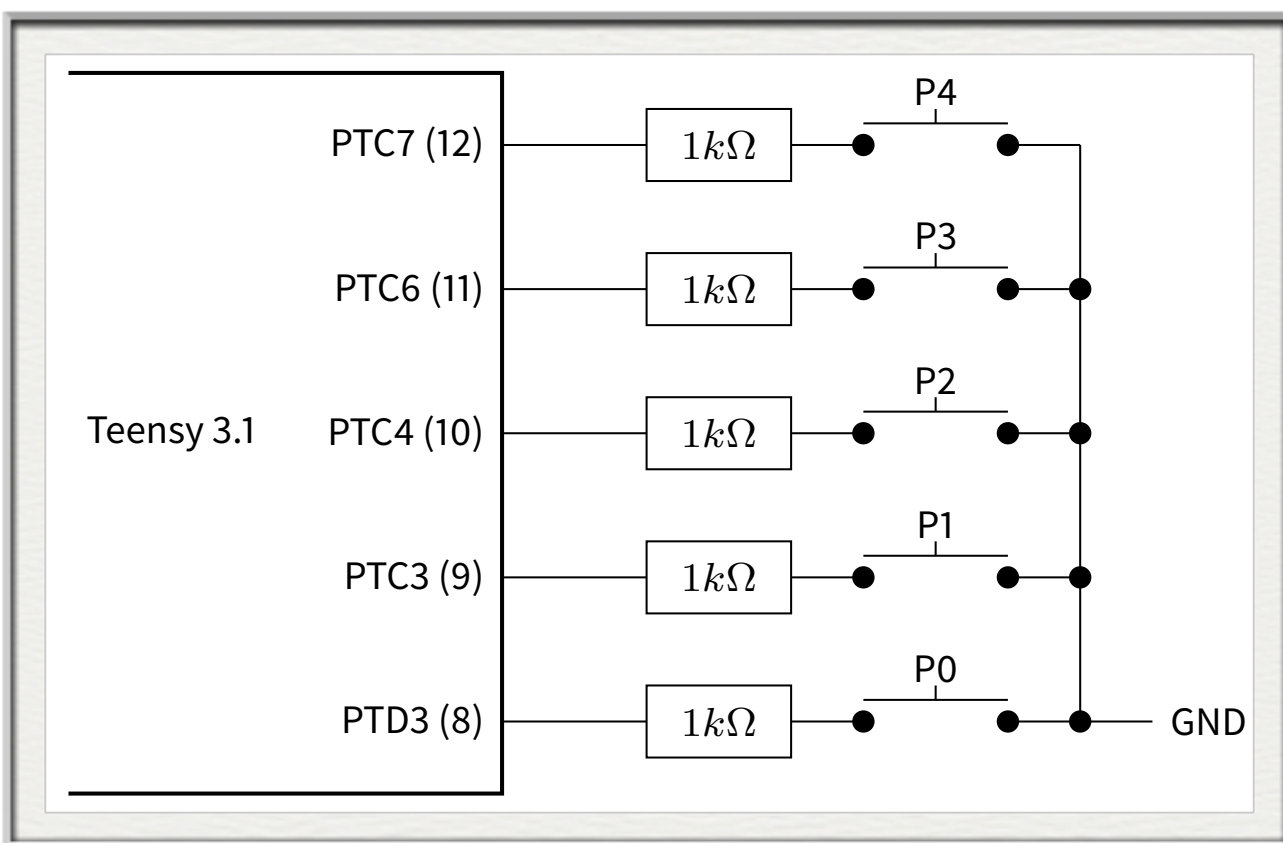 P4
PTC7 (12)
1kΩ
P3
PTC6 (11)
1kΩ
P2
Teensy 3.1
PTC4 (10)
1kΩ
P1
PTC3 (9)
1kΩ
P0
PTD3 (8)
1kΩ
GND